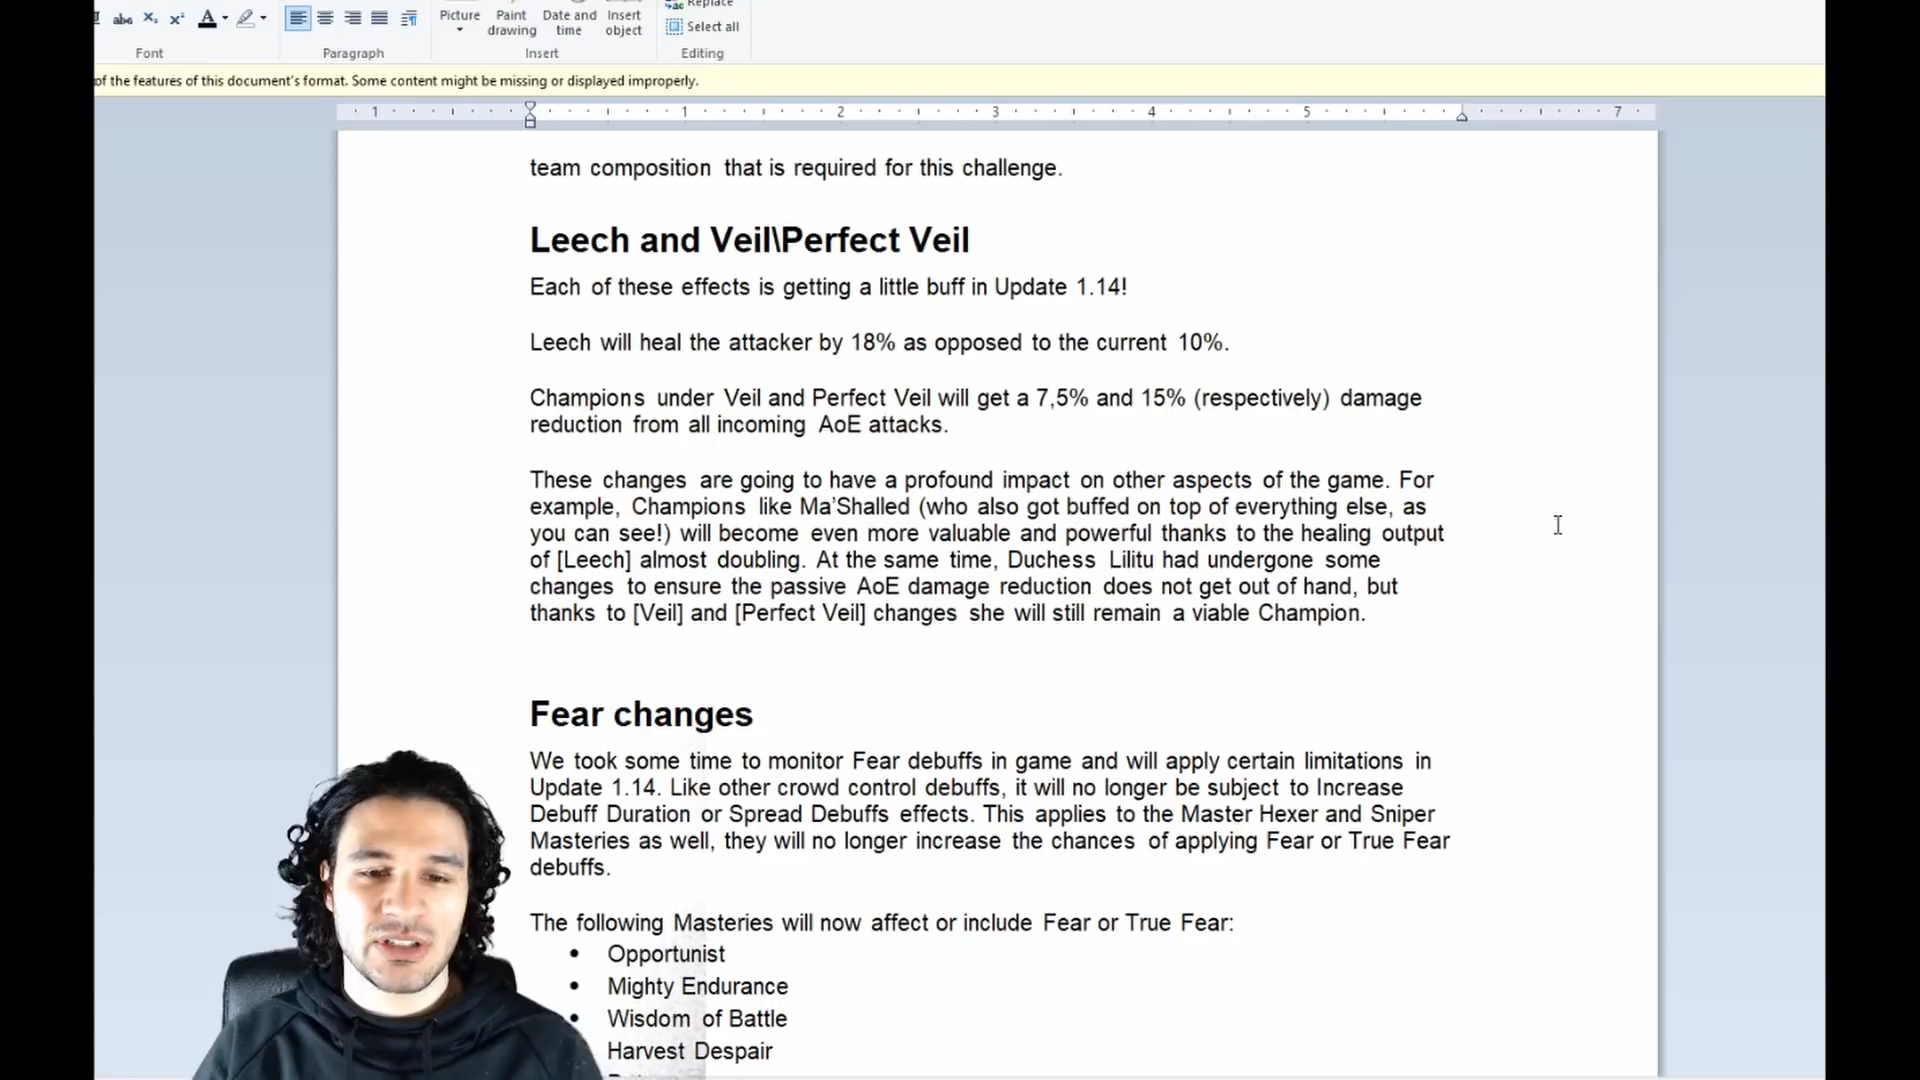 Replace
abc X₂ X² A
Picture Paint drawing Date and time Insert object
Select all
Font Paragraph Insert Editing
of the features of this document's format. Some content might be missing or displayed improperly.
1 1 2 3 4 5 7
team composition that is required for this challenge.
Leech and Veil\Perfect Veil
Each of these effects is getting a little buff in Update 1.14!
Leech will heal the attacker by 18% as opposed to the current 10%.
Champions under Veil and Perfect Veil will get a 7,5% and 15% (respectively) damage
reduction from all incoming AoE attacks.
These changes are going to have a profound impact on other aspects of the game. For
example, Champions like Ma'Shalled (who also got buffed on top of everything else, as
you can see!) will become even more valuable and powerful thanks to the healing output
of [Leech] almost doubling. At the same time, Duchess Lilitu had undergone some
changes to ensure the passive AoE damage reduction does not get out of hand, but
thanks to [Veil] and [Perfect Veil] changes she will still remain a viable Champion.
Fear changes
We took some time to monitor Fear debuffs in game and will apply certain limitations in
Update 1.14. Like other crowd control debuffs, it will no longer be subject to Increase
Debuff Duration or Spread Debuffs effects. This applies to the Master Hexer and Sniper
Masteries as well, they will no longer increase the chances of applying Fear or True Fear
debuffs.
The following Masteries will now affect or include Fear or True Fear:
• Opportunist
• Mighty Endurance
• Wisdom of Battle
Harvest Despair